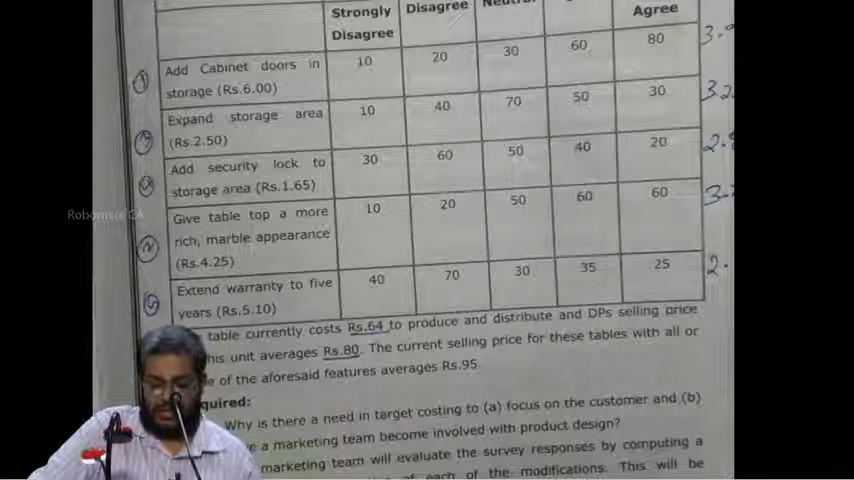 Strongly Disagree Neutral
Agree
Disagree
Add Cabinet doors in
storage (Rs.6.00)
10 20 30 60 80
Expand storage area
(Rs.2.50)
10 40 70 50 30
Add security lock to
storage area (Rs.1.65)
30 60 50 40 20
Give table top a more
rich, marble appearance
(Rs.4.25)
10 20 50 60 60
Extend warranty to five
years (Rs.5.10)
40 70 30 35 25
table currently costs Rs.64 to produce and distribute and DPs selling price
his unit averages Rs.80. The current selling price for these tables with all or
e of the aforesaid features averages Rs.95
quired:
Why is there a need in target costing to (a) focus on the customer and (b)
e a marketing team become involved with product design?
marketing team will evaluate the survey responses by computing a
of each of the modifications. This will be
Robomate CA